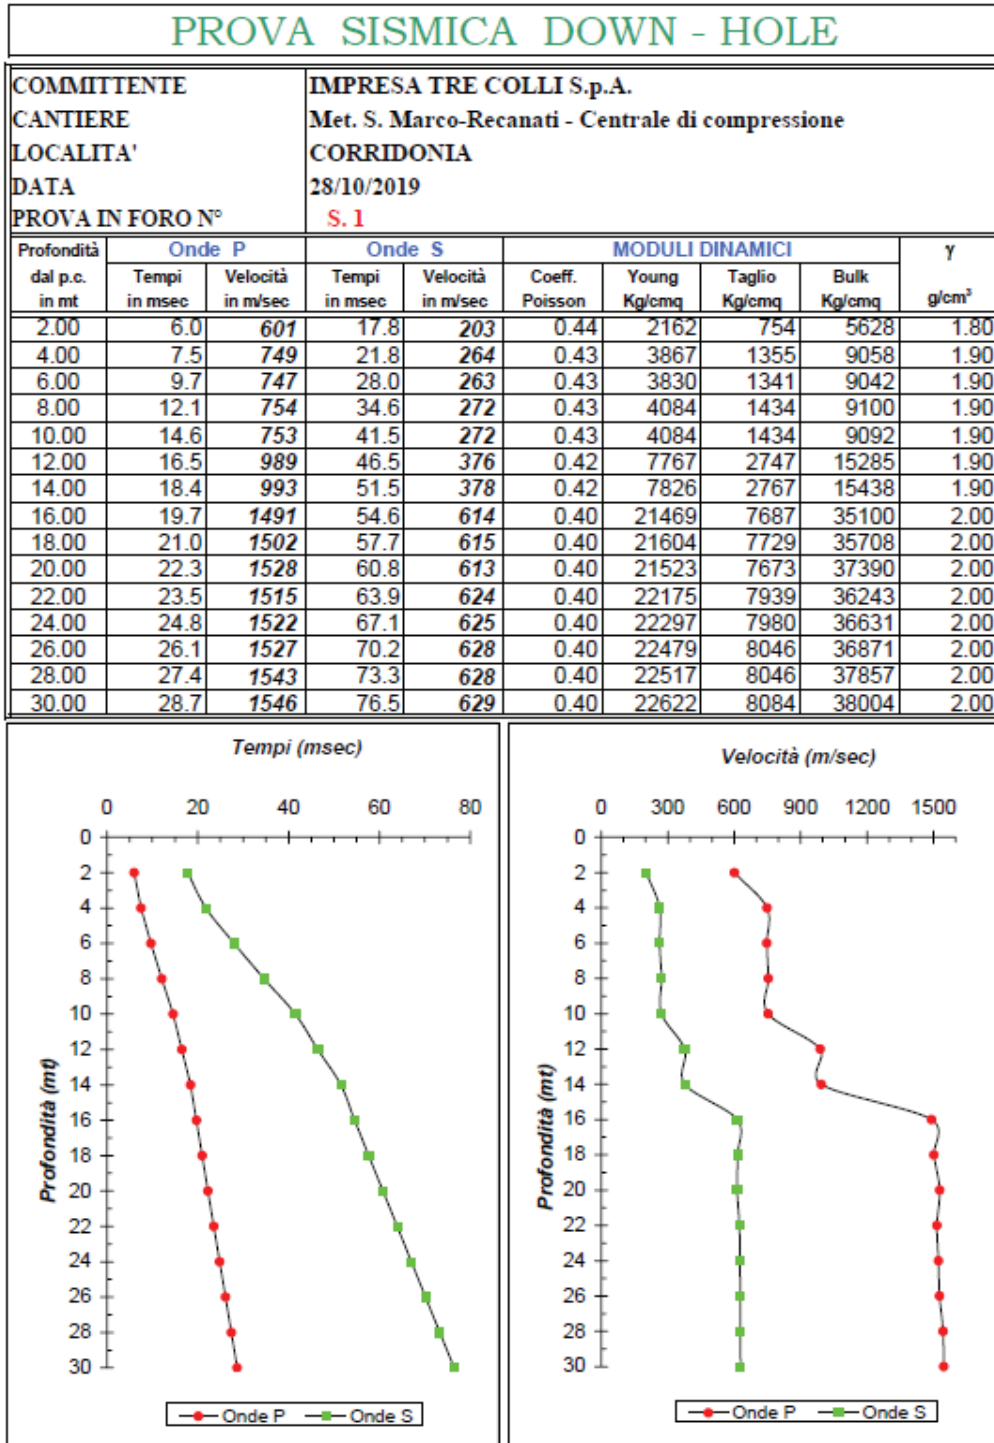 PROVA SISMICA DOWN - HOLE
COMMITTENTE IMPRESA TRE COLLI S.p.A.
CANTIERE Met. S. Marco-Recanati - Centrale di compressione
LOCALITA' CORRIDONIA
DATA 28/10/2019
PROVA IN FORO N° S. 1
Profondità Onde P Onde S MODULI DINAMICI γ
dal p.c. Tempi Velocità Tempi Velocità Coeff. Young Taglio Bulk
in mt in msec in m/sec in msec in m/sec Poisson Kg/cmq Kg/cmq Kg/cmq g/cm³
2.00 6.0 601 17.8 203 0.44 2162 754 5628 1.80
4.00 7.5 749 21.8 264 0.43 3867 1355 9058 1.90
6.00 9.7 747 28.0 263 0.43 3830 1341 9042 1.90
8.00 12.1 754 34.6 272 0.43 4084 1434 9100 1.90
10.00 14.6 753 41.5 272 0.43 4084 1434 9092 1.90
12.00 16.5 989 46.5 376 0.42 7767 2747 15285 1.90
14.00 18.4 993 51.5 378 0.42 7826 2767 15438 1.90
16.00 19.7 1491 54.6 614 0.40 21469 7687 35100 2.00
18.00 21.0 1502 57.7 615 0.40 21604 7729 35708 2.00
20.00 22.3 1528 60.8 613 0.40 21523 7673 37390 2.00
22.00 23.5 1515 63.9 624 0.40 22175 7939 36243 2.00
24.00 24.8 1522 67.1 625 0.40 22297 7980 36631 2.00
26.00 26.1 1527 70.2 628 0.40 22479 8046 36871 2.00
28.00 27.4 1543 73.3 628 0.40 22517 8046 37857 2.00
30.00 28.7 1546 76.5 629 0.40 22622 8084 38004 2.00
Tempi (msec)
0 20 40 60 80
0
2
4
6
8
10
12
14
16
18
20
22
24
26
28
30
Profondità (mt)
Onde P Onde S
Velocità (m/sec)
0 300 600 900 1200 1500
0
2
4
6
8
10
12
14
16
18
20
22
24
26
28
30
Profondità (mt)
Onde P Onde S